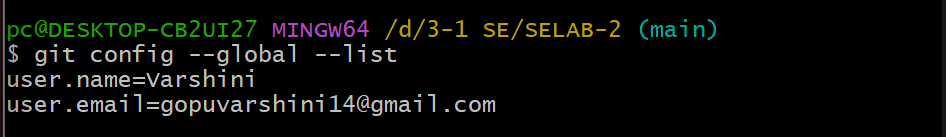 pc@DESKTOP-CB2UI27 MINGW64 /d/3-1 SE/SELAB-2 (main)
$ git config --global --list
user.name=Varshini
user.email=gopuvarshini14@gmail.com